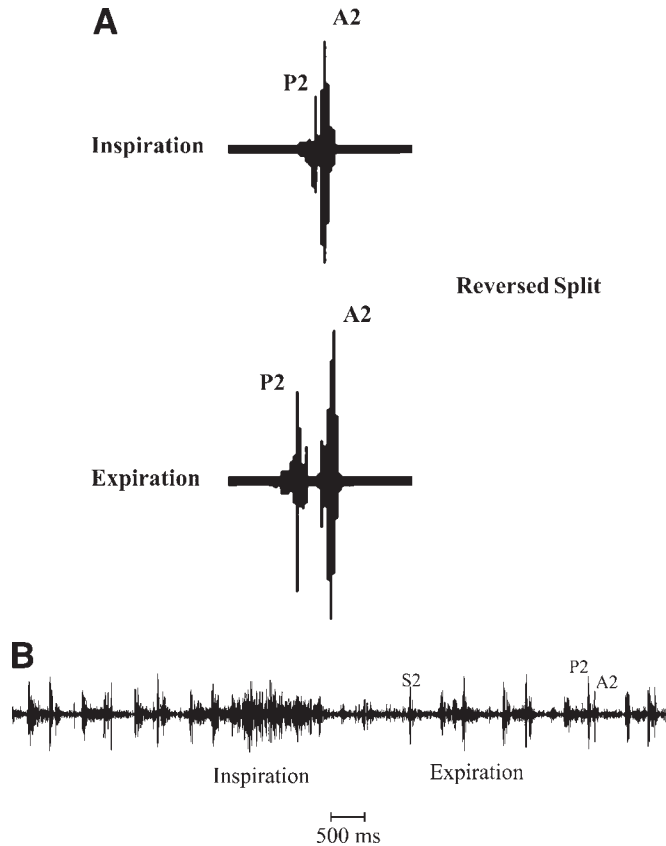 A
A2
P2
Inspiration
Reversed Split
A2
P2
Expiration
B
S2
P2
A2
Inspiration
Expiration
500 ms